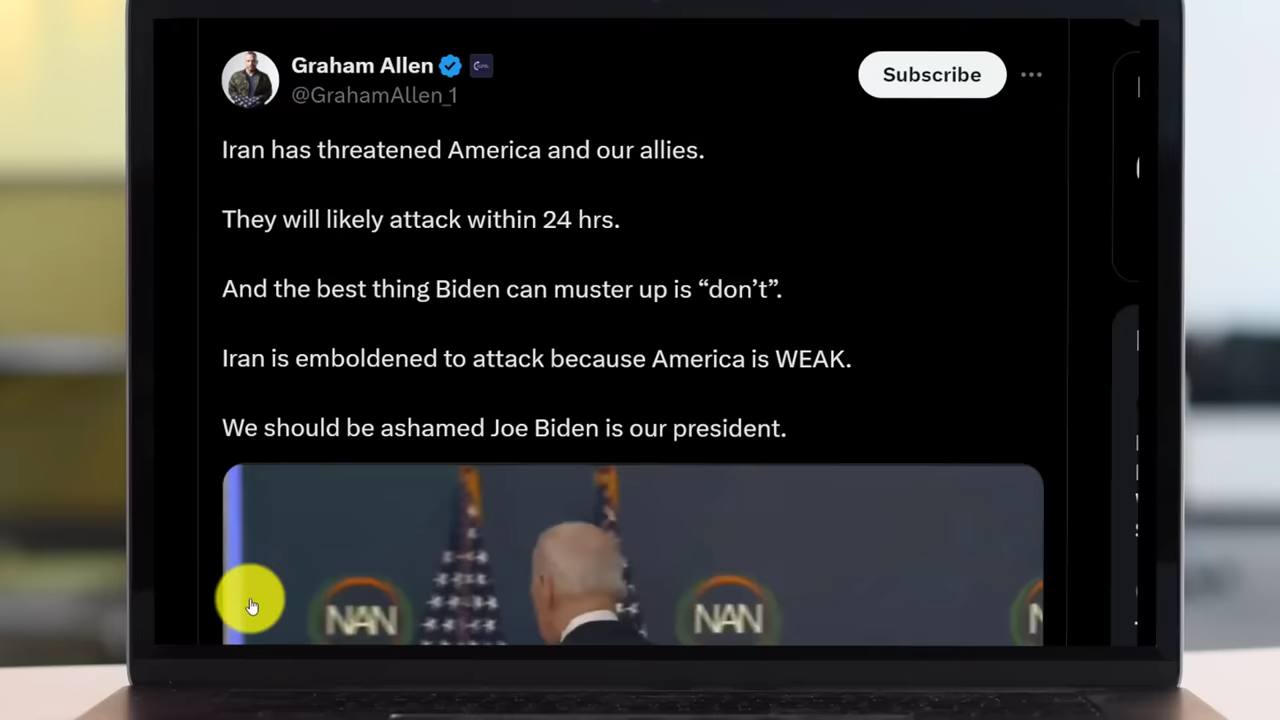 Graham Allen
@GrahamAllen_1
Subscribe
Iran has threatened America and our allies.
They will likely attack within 24 hrs.
And the best thing Biden can muster up is “don’t”.
Iran is emboldened to attack because America is WEAK.
We should be ashamed Joe Biden is our president.
NAN
NAN